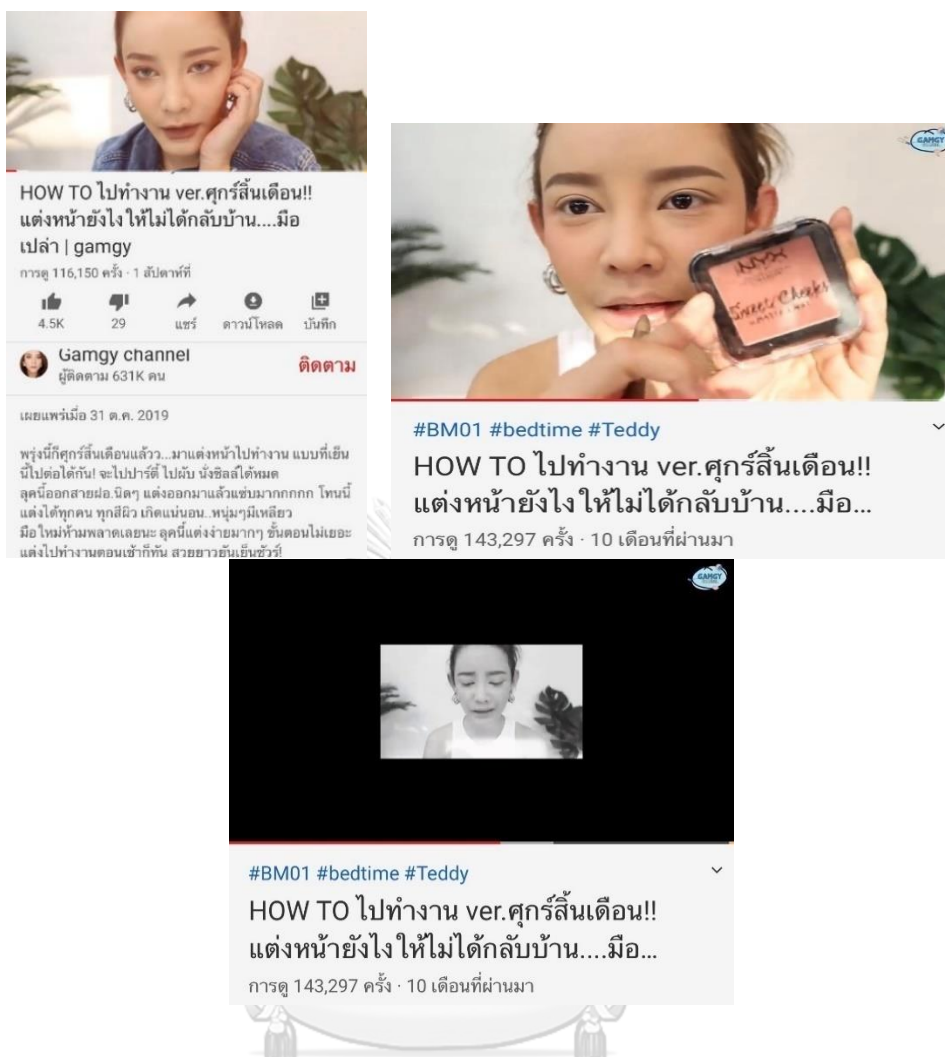 HOW TO ไปทำงาน ver.ศุกร์สิ้นเดือน!!
แต่งหน้ายังไงให้ไม่ได้กลับบ้าน....มือ
เปล่า | gamgy
การดู 116,150 ครั้ง · 1 สัปดาห์ที่
4.5K
29
แชร์
ดาวน์โหลด
บันทึก
Gamgy channel
ผู้ติดตาม 631K คน
ติดตาม
เผยแพร่เมื่อ 31 ต.ค. 2019
พรุ่งนี้ก็ศุกร์สิ้นเดือนแล้วว...มาแต่งหน้าไปทำงาน แบบที่เย็น
นี้ไปต่อได้กัน! จะไปปาร์ตี้ ไปผับ นั่งชิลล์ได้หมด
ลุคนี้ออกสายฝอ.นิดๆ แต่งออกมาแล้วแซ่บมากกกกก โทนนี้
แต่งได้ทุกคน ทุกสีผิว เกิดแน่นอน..หนุ่มๆมีเหลียว
มือใหม่ห้ามพลาดเลยนะ ลุคนี้แต่งง่ายมากๆ ขั้นตอนไม่เยอะ
แต่งไปทำงานตอนเช้าก็ทัน สวยยาวยันเย็นชัวร์!
GAMGY
NYX
Sweet Cheeks
#BM01 #bedtime #Teddy
HOW TO ไปทำงาน ver.ศุกร์สิ้นเดือน!!
แต่งหน้ายังไงให้ไม่ได้กลับบ้าน....มือ...
การดู 143,297 ครั้ง · 10 เดือนที่ผ่านมา
GAMGY
#BM01 #bedtime #Teddy
HOW TO ไปทำงาน ver.ศุกร์สิ้นเดือน!!
แต่งหน้ายังไงให้ไม่ได้กลับบ้าน....มือ...
การดู 143,297 ครั้ง · 10 เดือนที่ผ่านมา